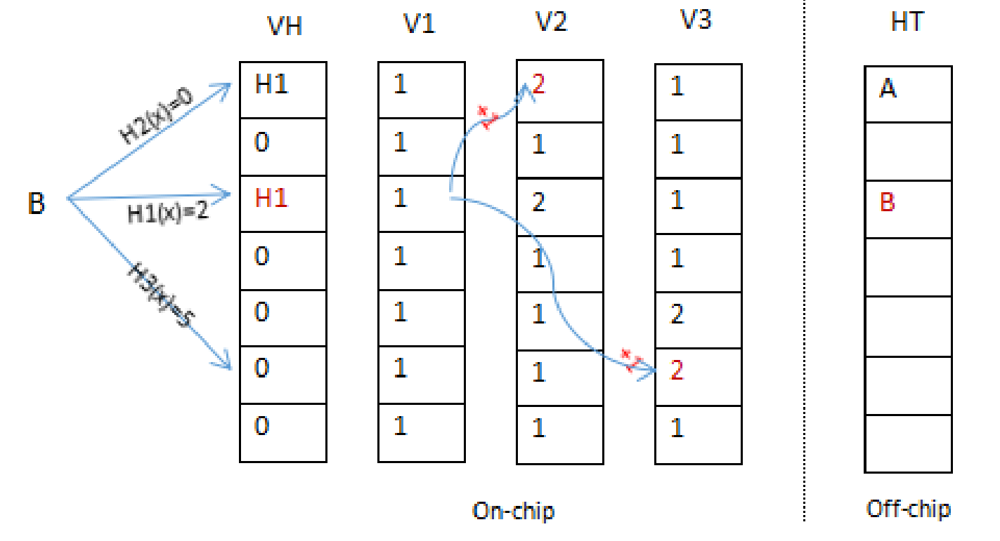 VH V1 V2 V3 HT
H1 1 2 1 A
H2(x)=0
0 1 1 1
B H1 1 2 1 B
H1(x)=2
0 1 1 1
H3(x)=5
0 1 1 2
0 1 1 2
0 1 1 1
On-chip Off-chip